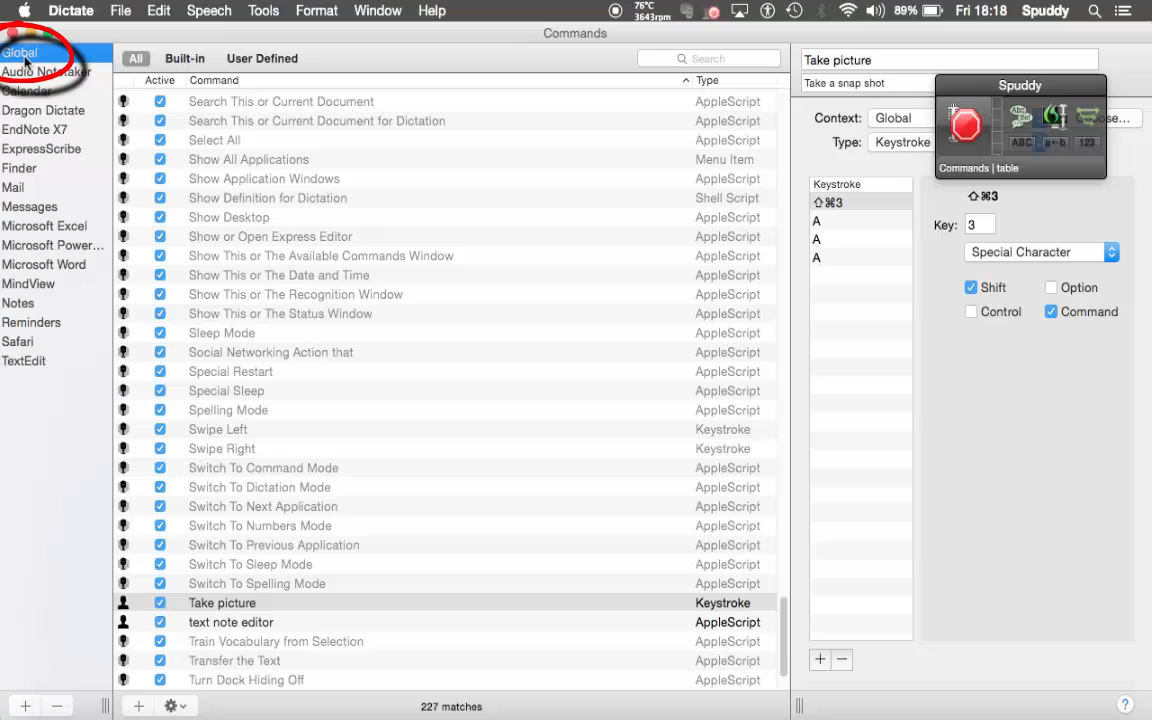 Dictate File Edit Speech Tools Format Window Help 76°C 3643rpm 89% Fri 18:18 Spuddy
Commands
Global
Audio Notetaker
Calendar
Dragon Dictate
EndNote X7
ExpressScribe
Finder
Mail
Messages
Microsoft Excel
Microsoft Power...
Microsoft Word
MindView
Notes
Reminders
Safari
TextEdit
All Built-in User Defined Search
Active Command Type
Search This or Current Document AppleScript
Search This or Current Document for Dictation AppleScript
Select All AppleScript
Show All Applications Menu Item
Show Application Windows AppleScript
Show Definition for Dictation Shell Script
Show Desktop AppleScript
Show or Open Express Editor AppleScript
Show This or The Available Commands Window AppleScript
Show This or The Date and Time AppleScript
Show This or The Recognition Window AppleScript
Show This or The Status Window AppleScript
Sleep Mode AppleScript
Social Networking Action that AppleScript
Special Restart AppleScript
Special Sleep AppleScript
Spelling Mode AppleScript
Swipe Left Keystroke
Swipe Right Keystroke
Switch To Command Mode AppleScript
Switch To Dictation Mode AppleScript
Switch To Next Application AppleScript
Switch To Numbers Mode AppleScript
Switch To Previous Application AppleScript
Switch To Sleep Mode AppleScript
Switch To Spelling Mode AppleScript
Take picture Keystroke
text note editor AppleScript
Train Vocabulary from Selection AppleScript
Transfer the Text AppleScript
Turn Dock Hiding Off AppleScript
227 matches
Take picture
Take a snap shot
Context: Global
Type: Keystroke
Spuddy
ABC a←b 123
Commands | table
Keystroke
⇧⌘3
A
A
A
⇧⌘3
Key: 3
Special Character
Shift Option
Control Command